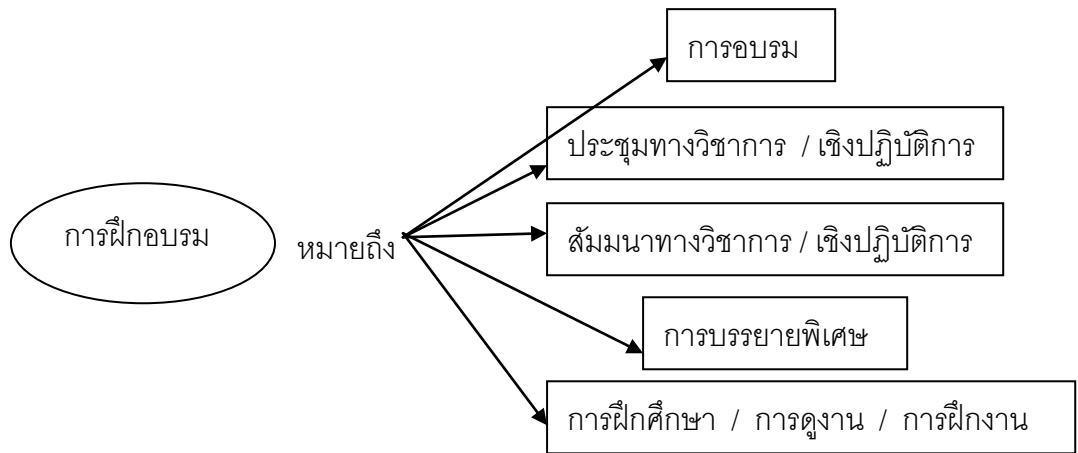 การอบรม
ประชุมทางวิชาการ / เชิงปฏิบัติการ
การฝึกอบรม
หมายถึง
สัมมนาทางวิชาการ / เชิงปฏิบัติการ
การบรรยายพิเศษ
การฝึกศึกษา / การดูงาน / การฝึกงาน